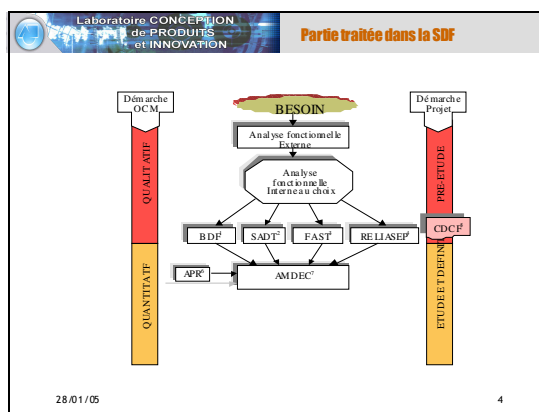 Laboratoire CONCEPTION
de PRODUITS
et INNOVATION
Partie traitée dans la SDF
Démarche
OCM
BESOIN
Démarche
Projet
Analyse fonctionnelle
Externe
Analyse
fonctionnelle
Interne au choix
QUALITATIF
PRE-ETUDE
BDF1
SADT2
FAST3
RELIASEP4
CDCF5
APR6
AMDEC7
QUANTITATIF
ETUDE ET DEFINIT
28/01/05
4